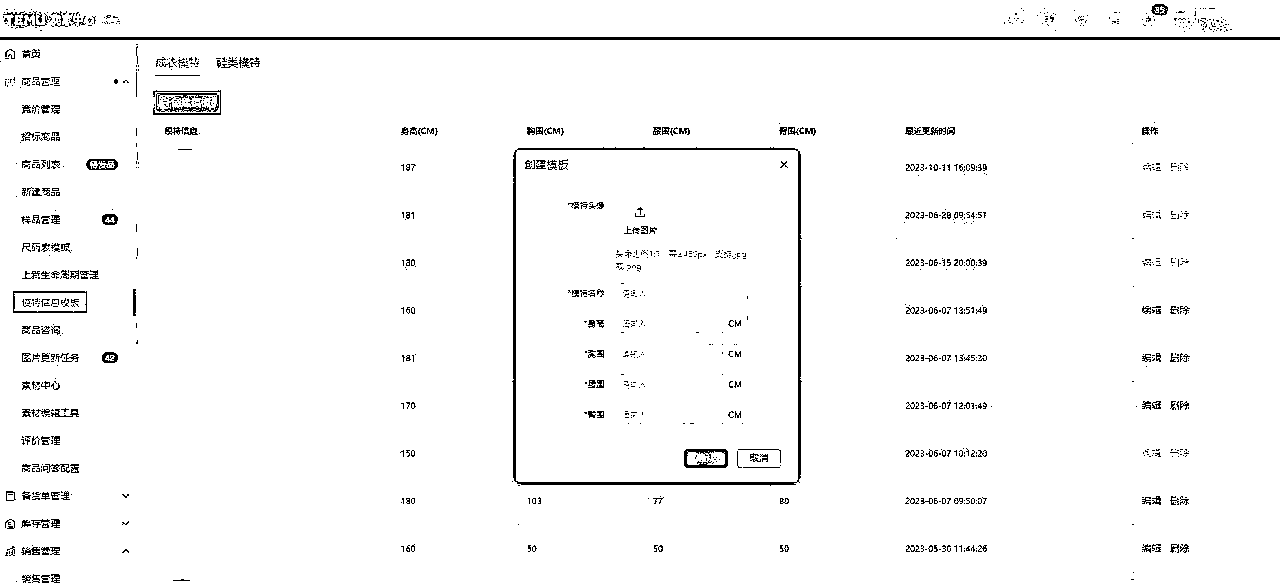 TEMU
35
首页
商品管理
竞价管理
招标商品
商品列表 待发品
新建商品
样品管理 44
尺码表模板
上新生命周期管理
模特信息模板
商品咨询
图片更新任务 42
素材中心
素材编辑工具
评价管理
商品问答配置
备货单管理
库存管理
销售管理
销售管理
成衣模特 鞋类模特
模特信息 身高(CM) 胸围(CM) 腰围(CM) 臀围(CM) 最近更新时间 操作
187 2023-10-11 16:09:39 编辑 删除
181 2023-06-28 09:54:51 编辑 删除
180 2023-06-15 20:00:39 编辑 删除
160 2023-06-07 13:51:49 编辑 删除
181 2023-06-07 13:45:30 编辑 删除
170 2023-06-07 12:01:49 编辑 删除
150 2023-06-07 10:12:28 编辑 删除
180 103 77 80 2023-06-07 09:50:07 编辑 删除
160 50 50 50 2023-05-30 11:44:26 编辑 删除
创建模板
*模特头像
上传图片
*模特名称 请输入
*身高 请输入 CM
*胸围 请输入 CM
*腰围 请输入 CM
*臀围 请输入 CM
取消